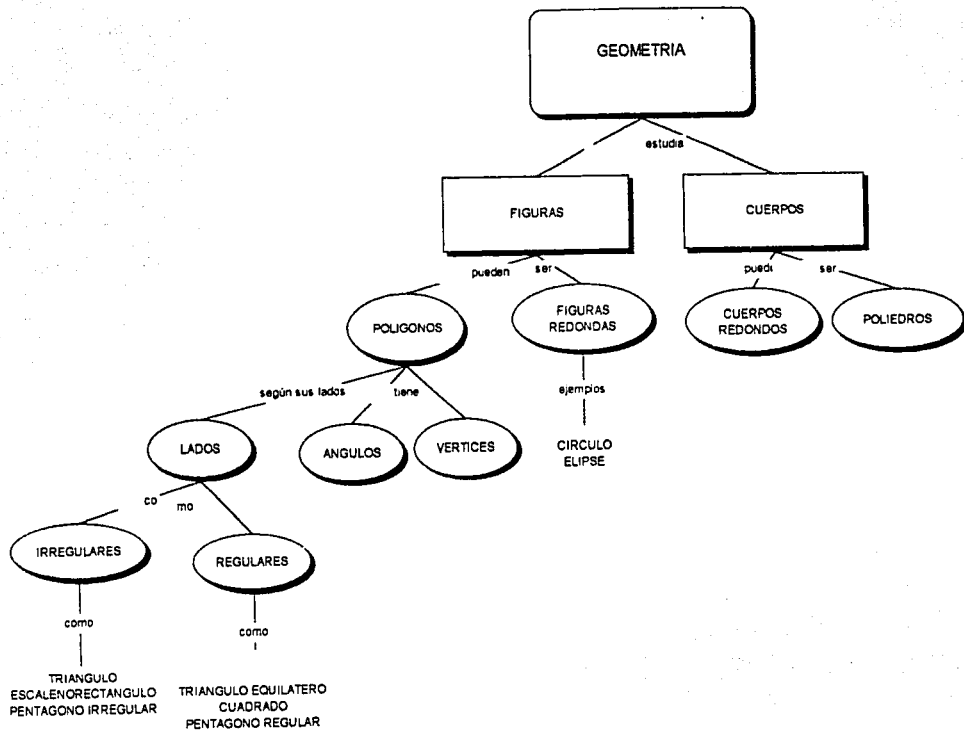 GEOMETRIA
estudia
FIGURAS
CUERPOS
pueden ser
pued ser
POLIGONOS
FIGURAS
REDONDAS
CUERPOS
REDONDOS
POLIEDROS
según sus lados
tiene
ejemplos
LADOS
ANGULOS
VERTICES
CIRCULO
ELIPSE
co mo
IRREGULARES
REGULARES
como
como
TRIANGULO
ESCALENORECTANGULO
PENTAGONO IRREGULAR
TRIANGULO EQUILATERO
CUADRADO
PENTAGONO REGULAR